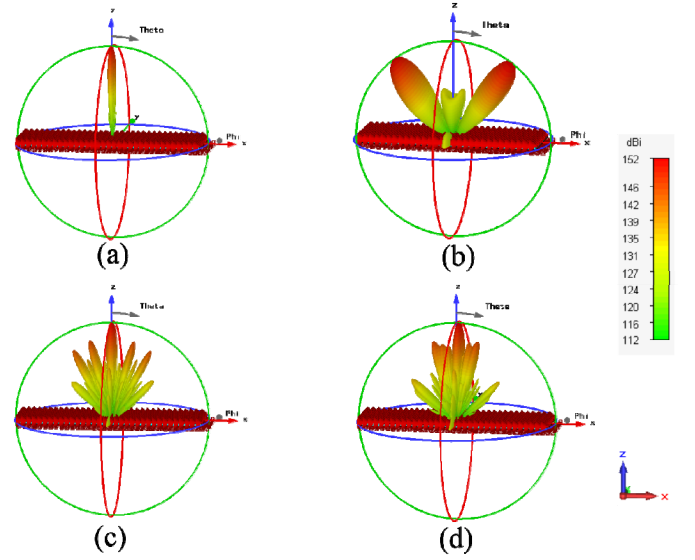 z
Theta
y
Phi
x
(a)
z
Theta
Phi
x
(b)
dBi
152
146
142
139
135
131
127
124
120
116
112
z
Theta
Phi
x
(c)
z
Theta
Phi
x
(d)
z
x